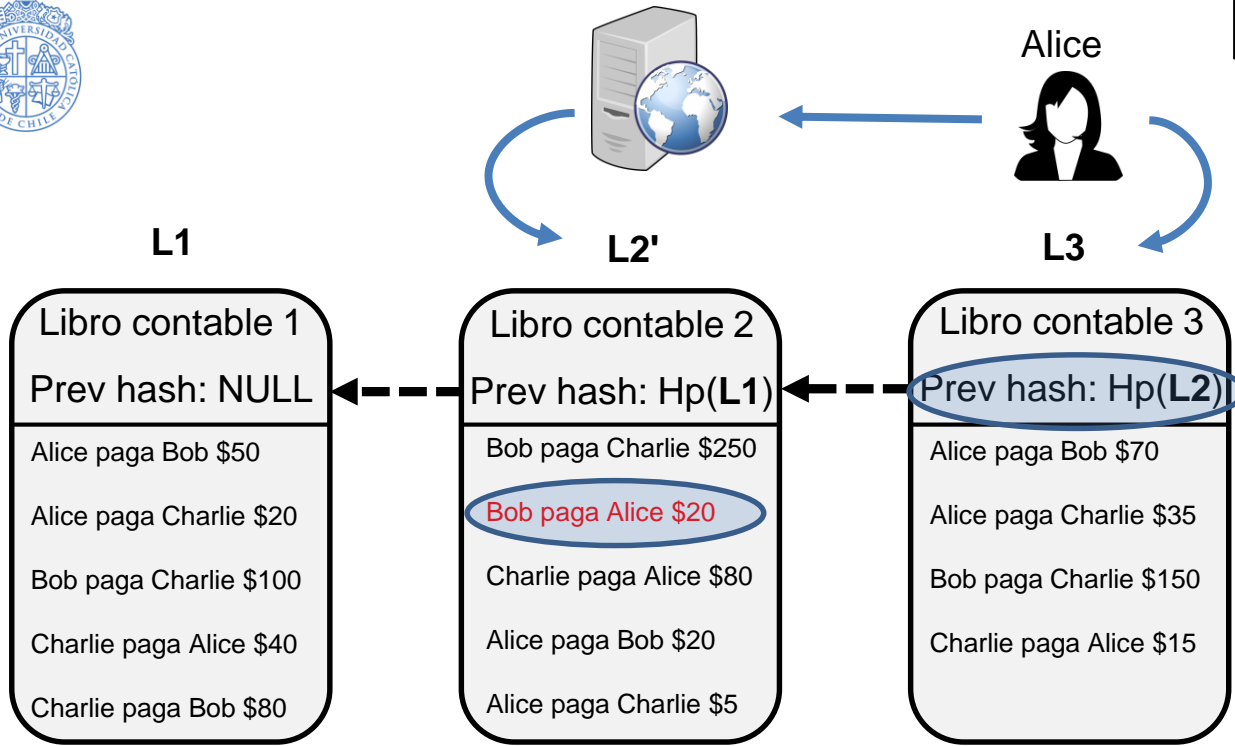 UNIVERSIDAD CATÓLICA
DE CHILE
Alice
L1
L2'
L3
Libro contable 1
Prev hash: NULL
Alice paga Bob $50
Alice paga Charlie $20
Bob paga Charlie $100
Charlie paga Alice $40
Charlie paga Bob $80
Libro contable 2
Prev hash: Hp(L1)
Bob paga Charlie $250
Bob paga Alice $20
Charlie paga Alice $80
Alice paga Bob $20
Alice paga Charlie $5
Libro contable 3
Prev hash: Hp(L2)
Alice paga Bob $70
Alice paga Charlie $35
Bob paga Charlie $150
Charlie paga Alice $15